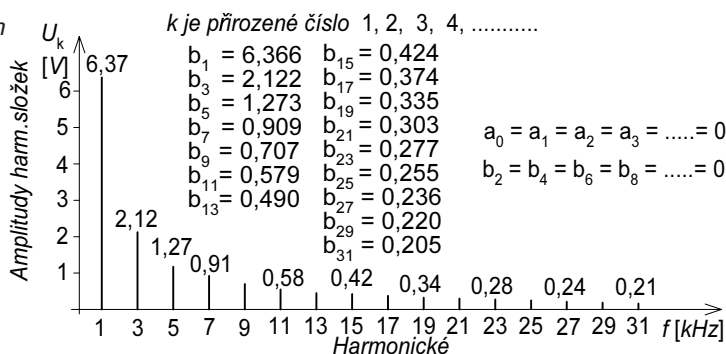 k je přirozené číslo 1, 2, 3, 4, ...........
U_k
[V]
6,37
6
5
4
3
2
1
Amplitudy harm.složek
b_1 = 6,366
b_3 = 2,122
b_5 = 1,273
b_7 = 0,909
b_9 = 0,707
b_11 = 0,579
b_13 = 0,490
b_15 = 0,424
b_17 = 0,374
b_19 = 0,335
b_21 = 0,303
b_23 = 0,277
b_25 = 0,255
b_27 = 0,236
b_29 = 0,220
b_31 = 0,205
a_0 = a_1 = a_2 = a_3 = .....= 0
b_2 = b_4 = b_6 = b_8 = .....= 0
2,12
1,27
0,91
0,58 0,42 0,34 0,28 0,24 0,21
1 3 5 7 9 11 13 15 17 19 21 23 25 27 29 31 f [kHz]
Harmonické